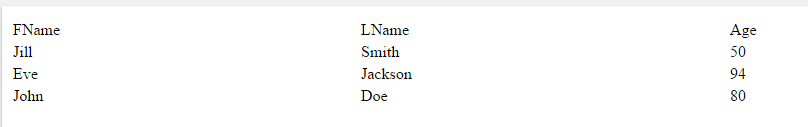 FName LName Age
Jill Smith 50
Eve Jackson 94
John Doe 80